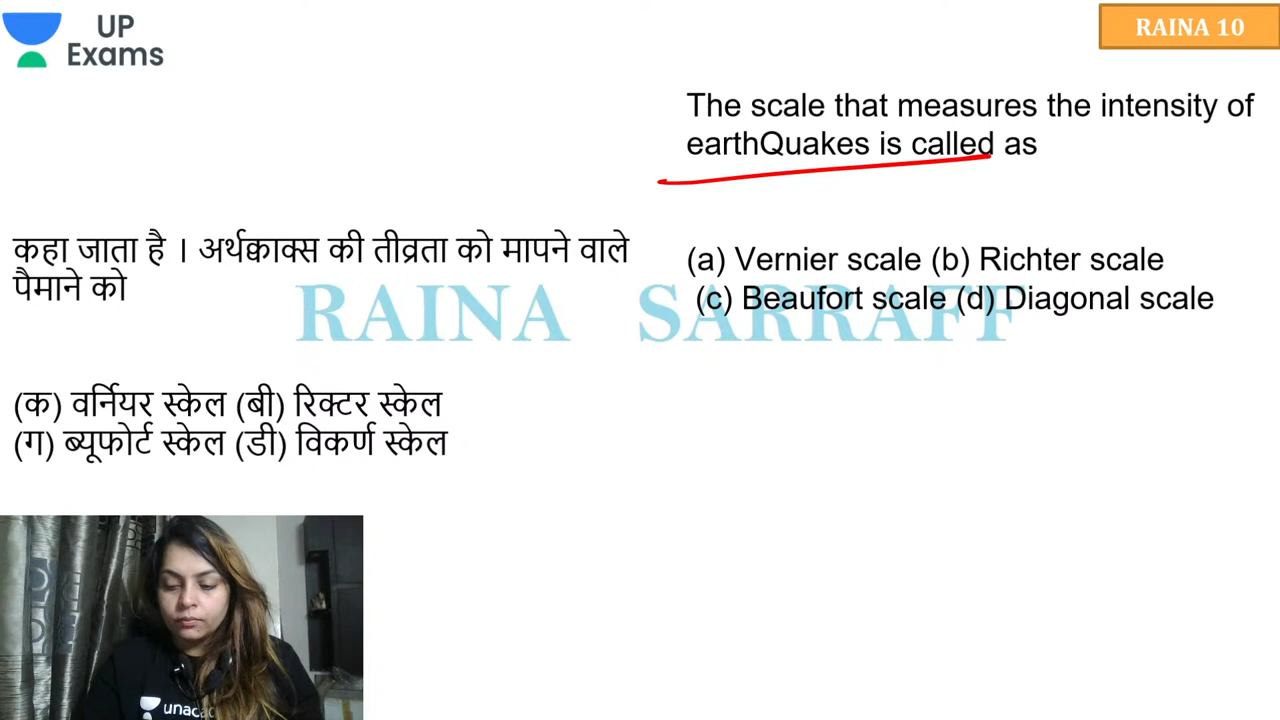 UP
Exams
RAINA 10
The scale that measures the intensity of
earthQuakes is called as
कहा जाता है । अर्थक्वाक्स की तीव्रता को मापने वाले
पैमाने को
(a) Vernier scale (b) Richter scale
(c) Beaufort scale (d) Diagonal scale
RAINA SARRAFF
(क) वर्नियर स्केल (बी) रिक्टर स्केल
(ग) ब्यूफोर्ट स्केल (डी) विकर्ण स्केल